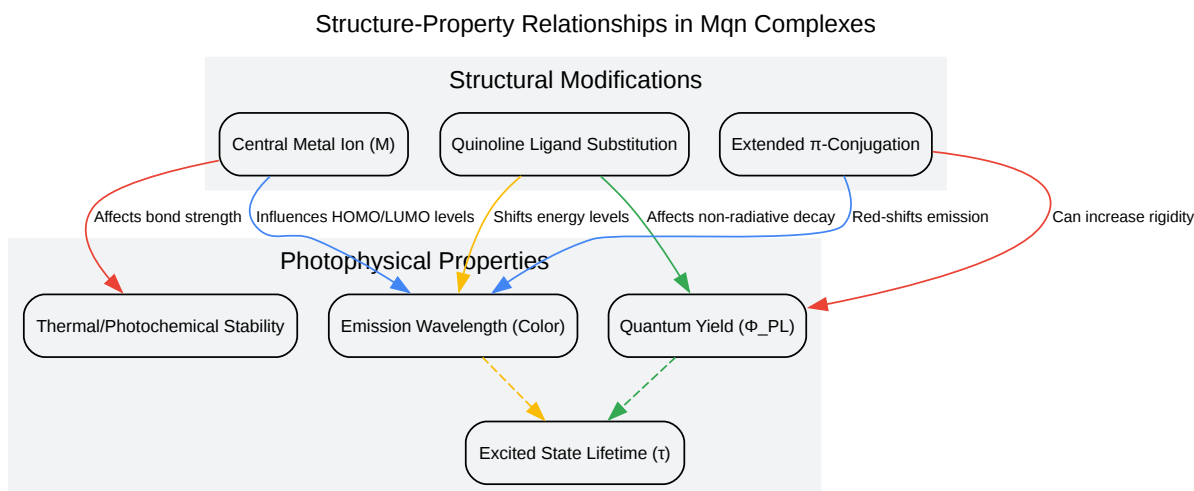 Structure-Property Relationships in Mqn Complexes
Structural Modifications
Central Metal Ion (M)
Quinoline Ligand Substitution
Extended π-Conjugation
Affects bond strength
Influences HOMO/LUMO levels
Shifts energy levels
Affects non-radiative decay
Red-shifts emission
Can increase rigidity
Photophysical Properties
Thermal/Photochemical Stability
Emission Wavelength (Color)
Quantum Yield (Φ_PL)
Excited State Lifetime (τ)